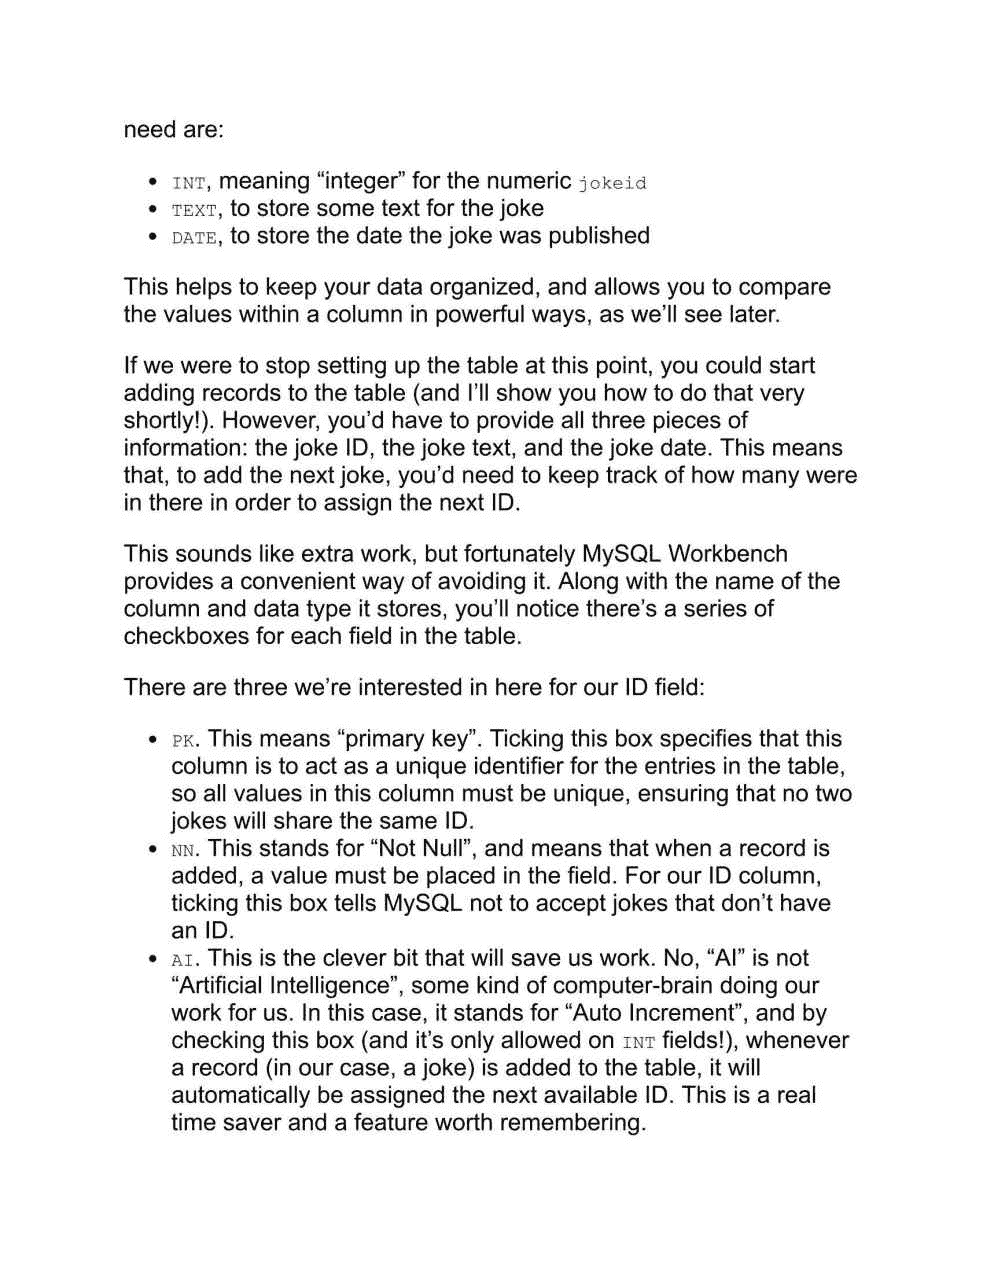 need are:
• INT, meaning “integer” for the numeric jokeid
• TEXT, to store some text for the joke
• DATE, to store the date the joke was published
This helps to keep your data organized, and allows you to compare
the values within a column in powerful ways, as we’ll see later.
If we were to stop setting up the table at this point, you could start
adding records to the table (and I’ll show you how to do that very
shortly!). However, you’d have to provide all three pieces of
information: the joke ID, the joke text, and the joke date. This means
that, to add the next joke, you’d need to keep track of how many were
in there in order to assign the next ID.
This sounds like extra work, but fortunately MySQL Workbench
provides a convenient way of avoiding it. Along with the name of the
column and data type it stores, you’ll notice there’s a series of
checkboxes for each field in the table.
There are three we’re interested in here for our ID field:
• PK. This means “primary key”. Ticking this box specifies that this
column is to act as a unique identifier for the entries in the table,
so all values in this column must be unique, ensuring that no two
jokes will share the same ID.
• NN. This stands for “Not Null”, and means that when a record is
added, a value must be placed in the field. For our ID column,
ticking this box tells MySQL not to accept jokes that don’t have
an ID.
• AI. This is the clever bit that will save us work. No, “AI” is not
“Artificial Intelligence”, some kind of computer-brain doing our
work for us. In this case, it stands for “Auto Increment”, and by
checking this box (and it’s only allowed on INT fields!), whenever
a record (in our case, a joke) is added to the table, it will
automatically be assigned the next available ID. This is a real
time saver and a feature worth remembering.